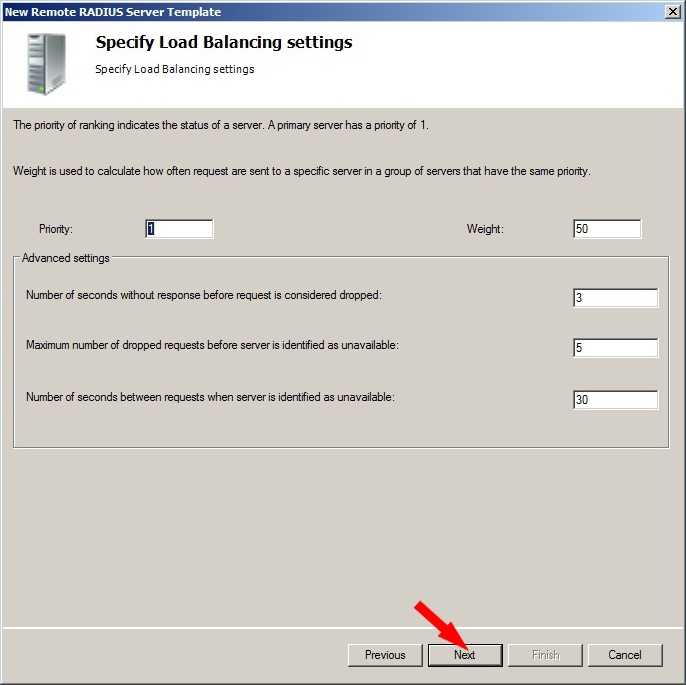 New Remote RADIUS Server Template
Specify Load Balancing settings
Specify Load Balancing settings
The priority of ranking indicates the status of a server. A primary server has a priority of 1.
Weight is used to calculate how often request are sent to a specific server in a group of servers that have the same priority.
Priority: 1 Weight: 50
Advanced settings
Number of seconds without response before request is considered dropped: 3
Maximum number of dropped requests before server is identified as unavailable: 5
Number of seconds between requests when server is identified as unavailable: 30
Previous Next Finish Cancel